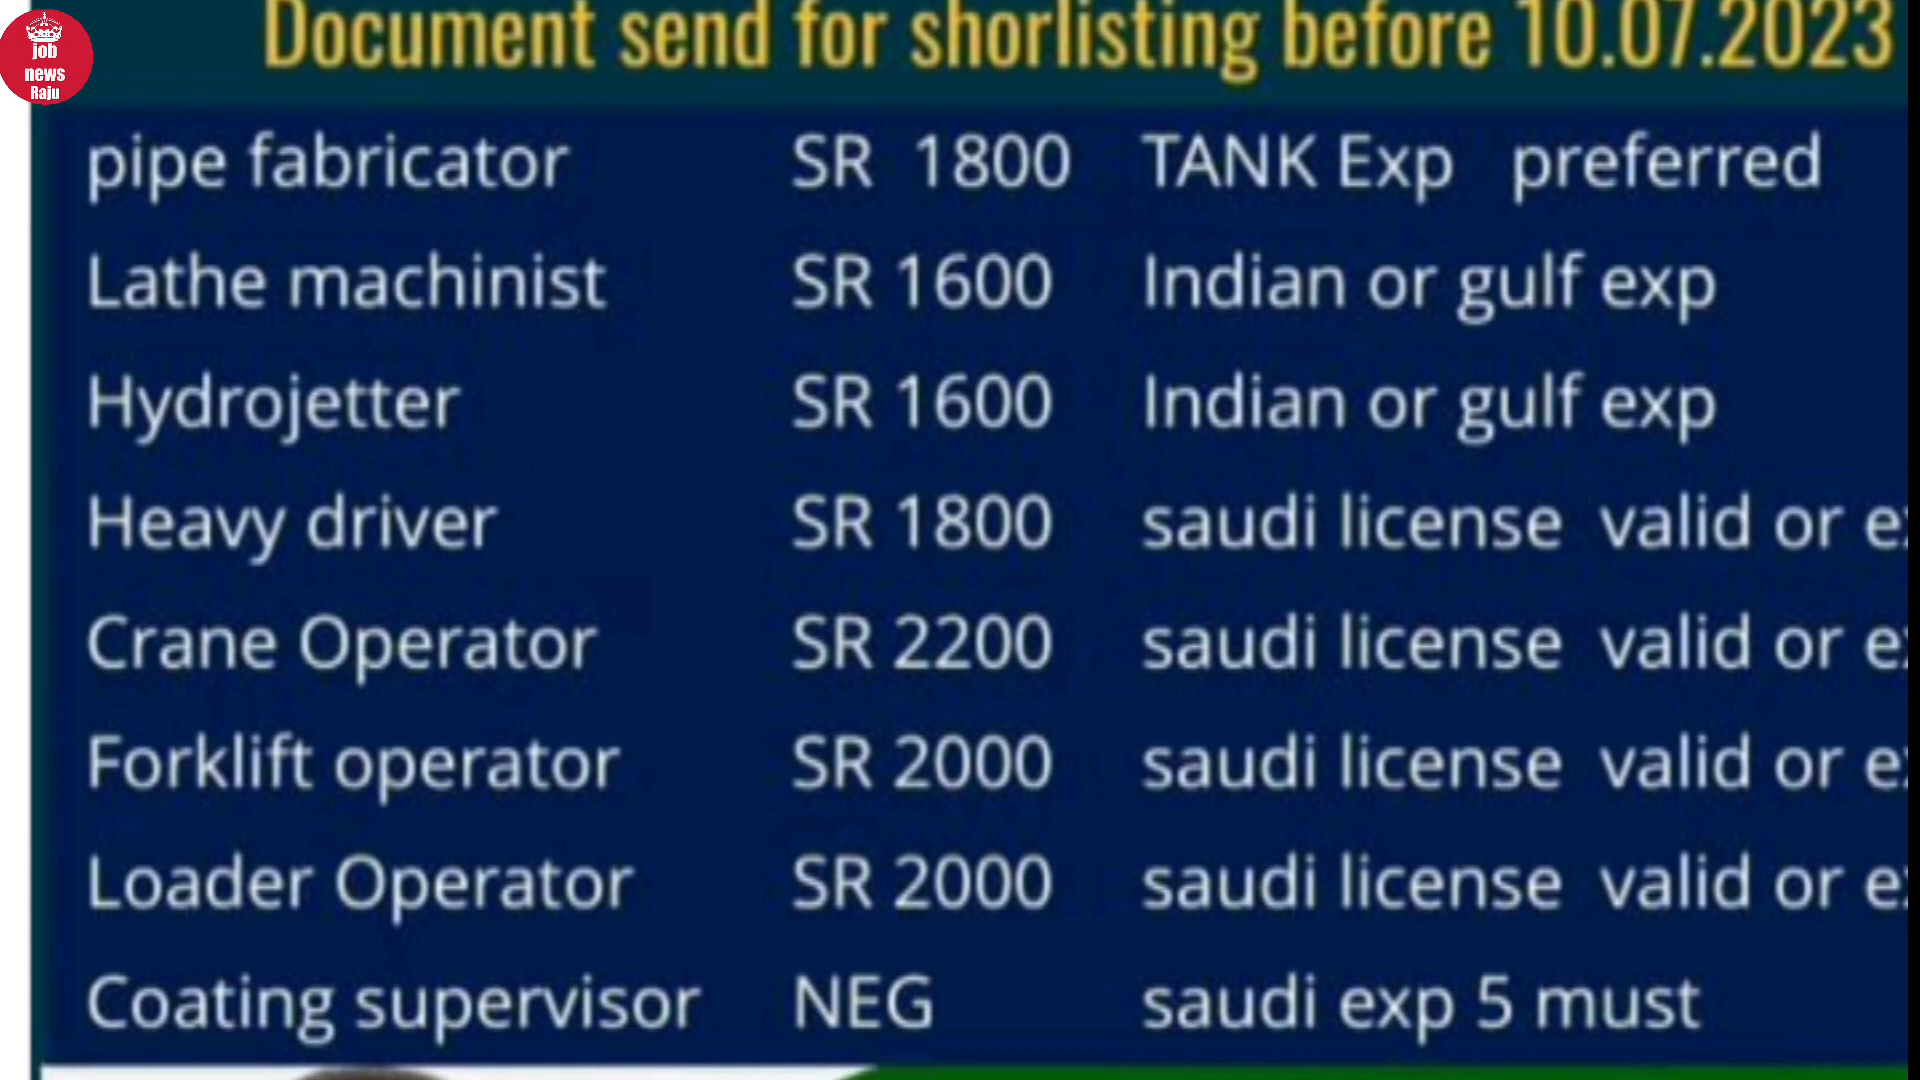 job
news
Raju
Document send for shorlisting before 10.07.2023
pipe fabricator SR 1800 TANK Exp preferred
Lathe machinist SR 1600 Indian or gulf exp
Hydrojetter SR 1600 Indian or gulf exp
Heavy driver SR 1800 saudi license valid or
Crane Operator SR 2200 saudi license valid or
Forklift operator SR 2000 saudi license valid or
Loader Operator SR 2000 saudi license valid or
Coating supervisor NEG saudi exp 5 must